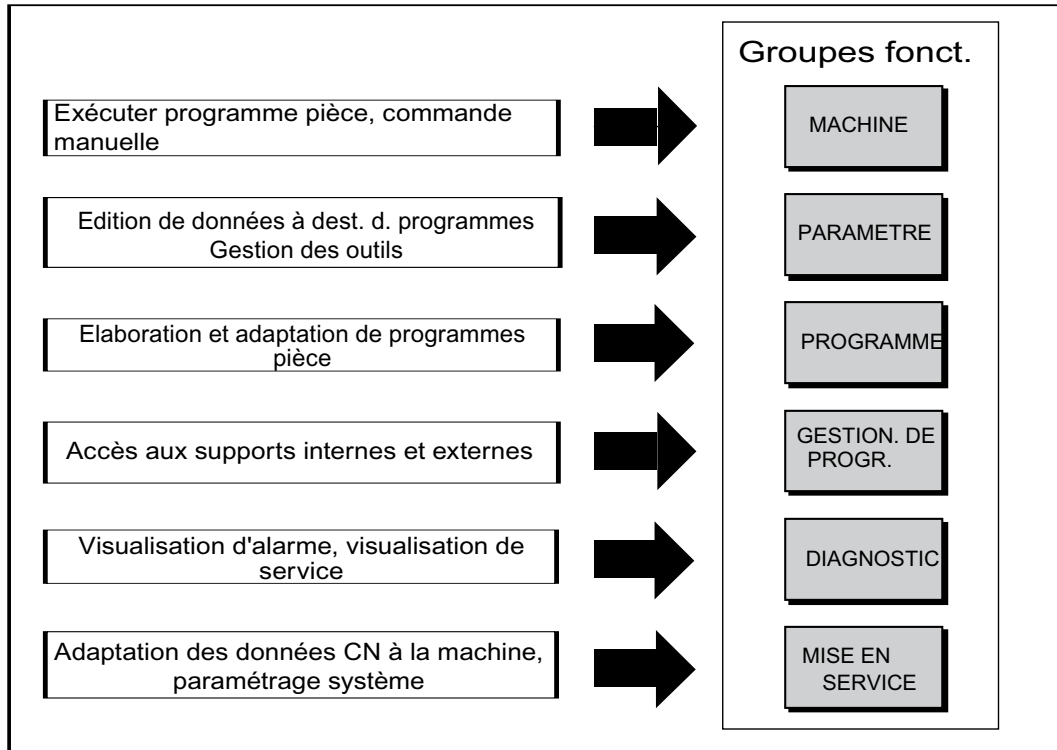 Groupes fonct.
Exécuter programme pièce, commande
manuelle
MACHINE
Edition de données à dest. d. programmes
Gestion des outils
PARAMETRE
Elaboration et adaptation de programmes
pièce
PROGRAMME
Accès aux supports internes et externes
GESTION. DE
PROGR.
Visualisation d'alarme, visualisation de
service
DIAGNOSTIC
Adaptation des données CN à la machine,
paramétrage système
MISE EN
SERVICE